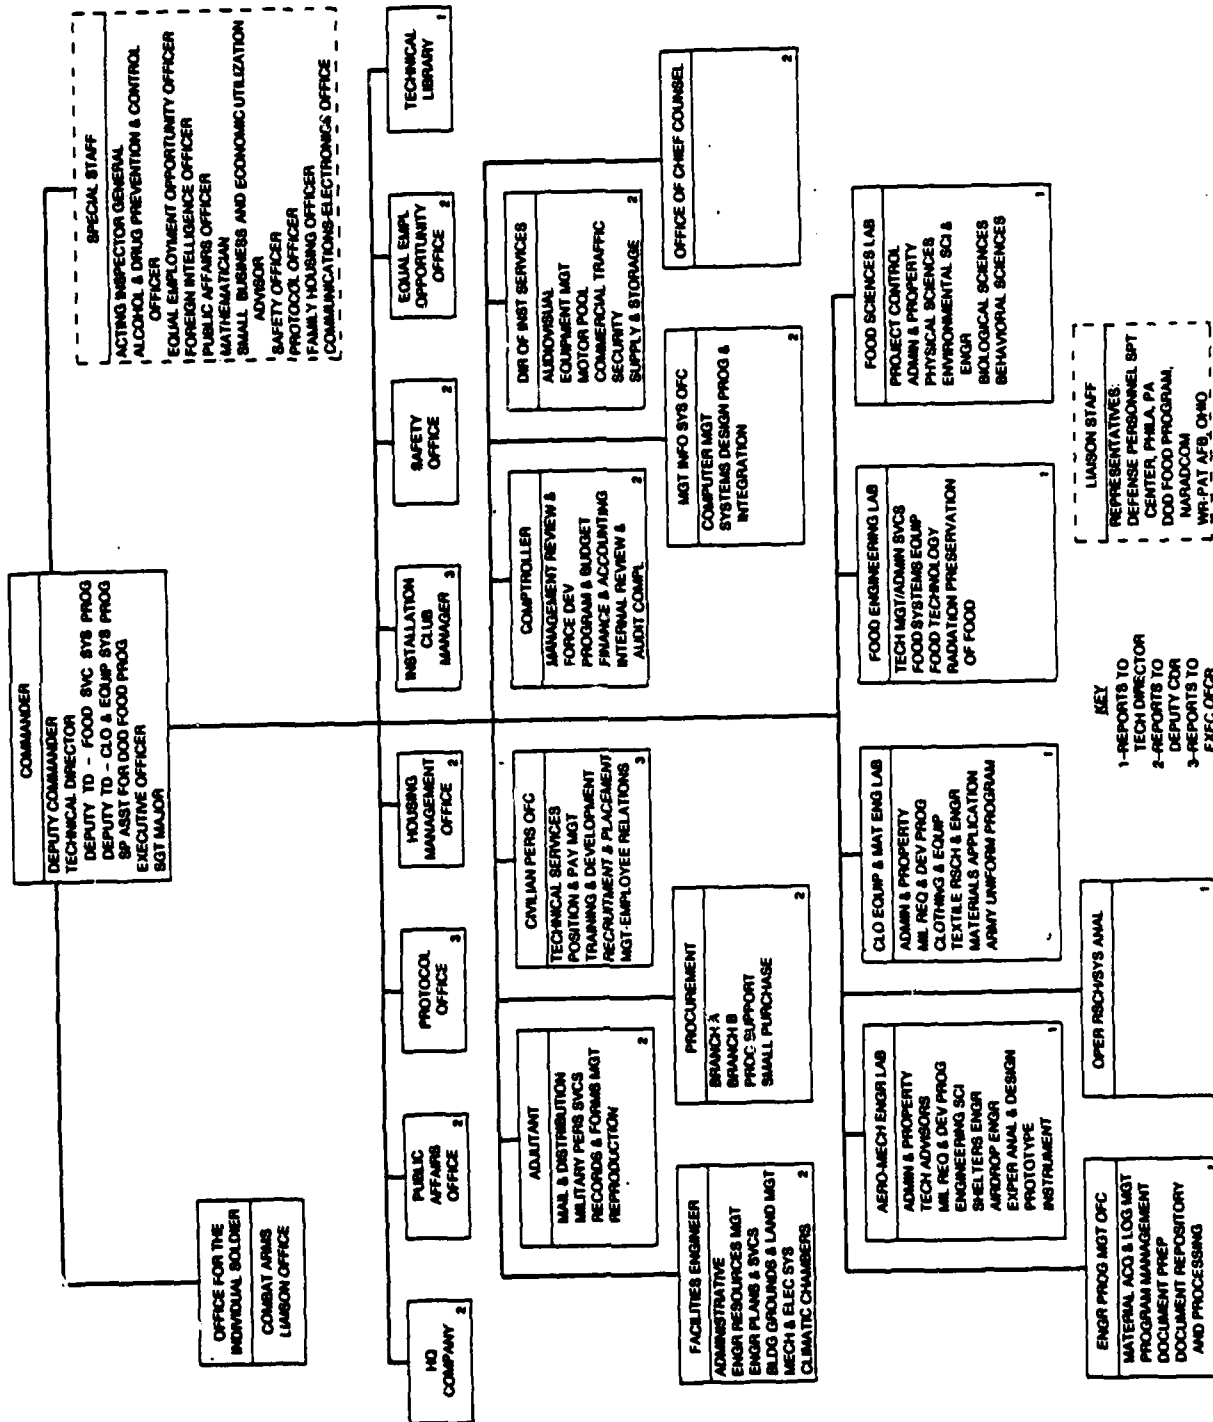 COMMANDER
DEPUTY COMMANDER
TECHNICAL DIRECTOR
DEPUTY TD - FOOD SVC SYS PROG
DEPUTY TD - CLO & EQUIP SYS PROG
SP ASST FOR DOD FOOD PROG
EXECUTIVE OFFICER
SGT MAJOR
OFFICE FOR THE
INDIVIDUAL SOLDIER
COMBAT ARMS
LIAISON OFFICE
SPECIAL STAFF
ACTING INSPECTOR GENERAL
ALCOHOL & DRUG PREVENTION & CONTROL
OFFICER
EQUAL EMPLOYMENT OPPORTUNITY OFFICER
FOREIGN INTELLIGENCE OFFICER
PUBLIC AFFAIRS OFFICER
MATHEMATICIAN
SMALL BUSINESS AND ECONOMIC UTILIZATION
ADVISOR
SAFETY OFFICER
PROTOCOL OFFICER
FAMILY HOUSING OFFICER
COMMUNICATIONS-ELECTRONICS OFFICE
HQ
COMPANY
2
PUBLIC
AFFAIRS
OFFICE
2
PROTOCOL
OFFICE
3
HOUSING
MANAGEMENT
OFFICE
2
INSTALLATION
CLUB
MANAGER
3
SAFETY
OFFICE
2
EQUAL EMPL
OPPORTUNITY
OFFICE
2
TECHNICAL
LIBRARY
1
ADJUTANT
MAIL & DISTRIBUTION
MILITARY PERS SVCS
RECORDS & FORMS MGT
REPRODUCTION
2
CIVILIAN PERS OFC
TECHNICAL SERVICES
POSITION & PAY MGT
TRAINING & DEVELOPMENT
RECRUITMENT & PLACEMENT
MGT-EMPLOYEE RELATIONS
3
COMPTROLLER
MANAGEMENT REVIEW &
FORCE DEV
PROGRAM & BUDGET
FINANCE & ACCOUNTING
INTERNAL REVIEW &
AUDIT COMPL
2
DIR OF INST SERVICES
AUDIOVISUAL
EQUIPMENT MGT
MOTOR POOL
COMMERCIAL TRAFFIC
SECURITY
SUPPLY & STORAGE
2
FACILITIES ENGINEER
ADMINISTRATIVE
ENGR RESOURCES MGT
ENGR PLANS & SVCS
BLDG GROUNDS & LAND MGT
MECH & ELEC SYS
CLIMATIC CHAMBERS
2
PROCUREMENT
BRANCH A
BRANCH B
PROC SUPPORT
SMALL PURCHASE
2
MGT INFO SYS OFC
COMPUTER MGT
SYSTEMS DESIGN PROG &
INTEGRATION
2
OFFICE OF CHIEF COUNSEL
2
AERO-MECH ENGR LAB
ADMIN & PROPERTY
TECH ADVISORS
MIL REQ & DEV PROG
ENGINEERING SCI
SHELTERS ENGR
AIRDROP ENGR
EXPER ANAL & DESIGN
PROTOTYPE
INSTRUMENT
1
CLO EQUIP & MAT ENG LAB
ADMIN & PROPERTY
MIL REQ & DEV PROG
CLOTHING & EQUIP
TEXTILE RSCH & ENGR
MATERIALS APPLICATION
ARMY UNIFORM PROGRAM
1
FOOD ENGINEERING LAB
TECH MGT/ADMIN SVCS
FOOD SYSTEMS EQUIP
FOOD TECHNOLOGY
RADIATION PRESERVATION
OF FOOD
1
FOOD SCIENCES LAB
PROJECT CONTROL
ADMIN & PROPERTY
PHYSICAL SCIENCES
ENVIRONMENTAL SCI &
ENGR
BIOLOGICAL SCIENCES
BEHAVIORAL SCIENCES
1
ENGR PROG MGT OFC
MATERIAL ACQ & LOG MGT
PROGRAM MANAGEMENT
DOCUMENT PREP
DOCUMENT REPOSITORY
AND PROCESSING
OPER RSCH/SYS ANAL
1
KEY
1-REPORTS TO
TECH DIRECTOR
2-REPORTS TO
DEPUTY CDR
3-REPORTS TO
EXEC OFCR
LIAISON STAFF
REPRESENTATIVES:
DEFENSE PERSONNEL SPT
CENTER, PHILA, PA
DOD FOOD PROGRAM,
NARADCOM
WR-PAT AFB, OHIO